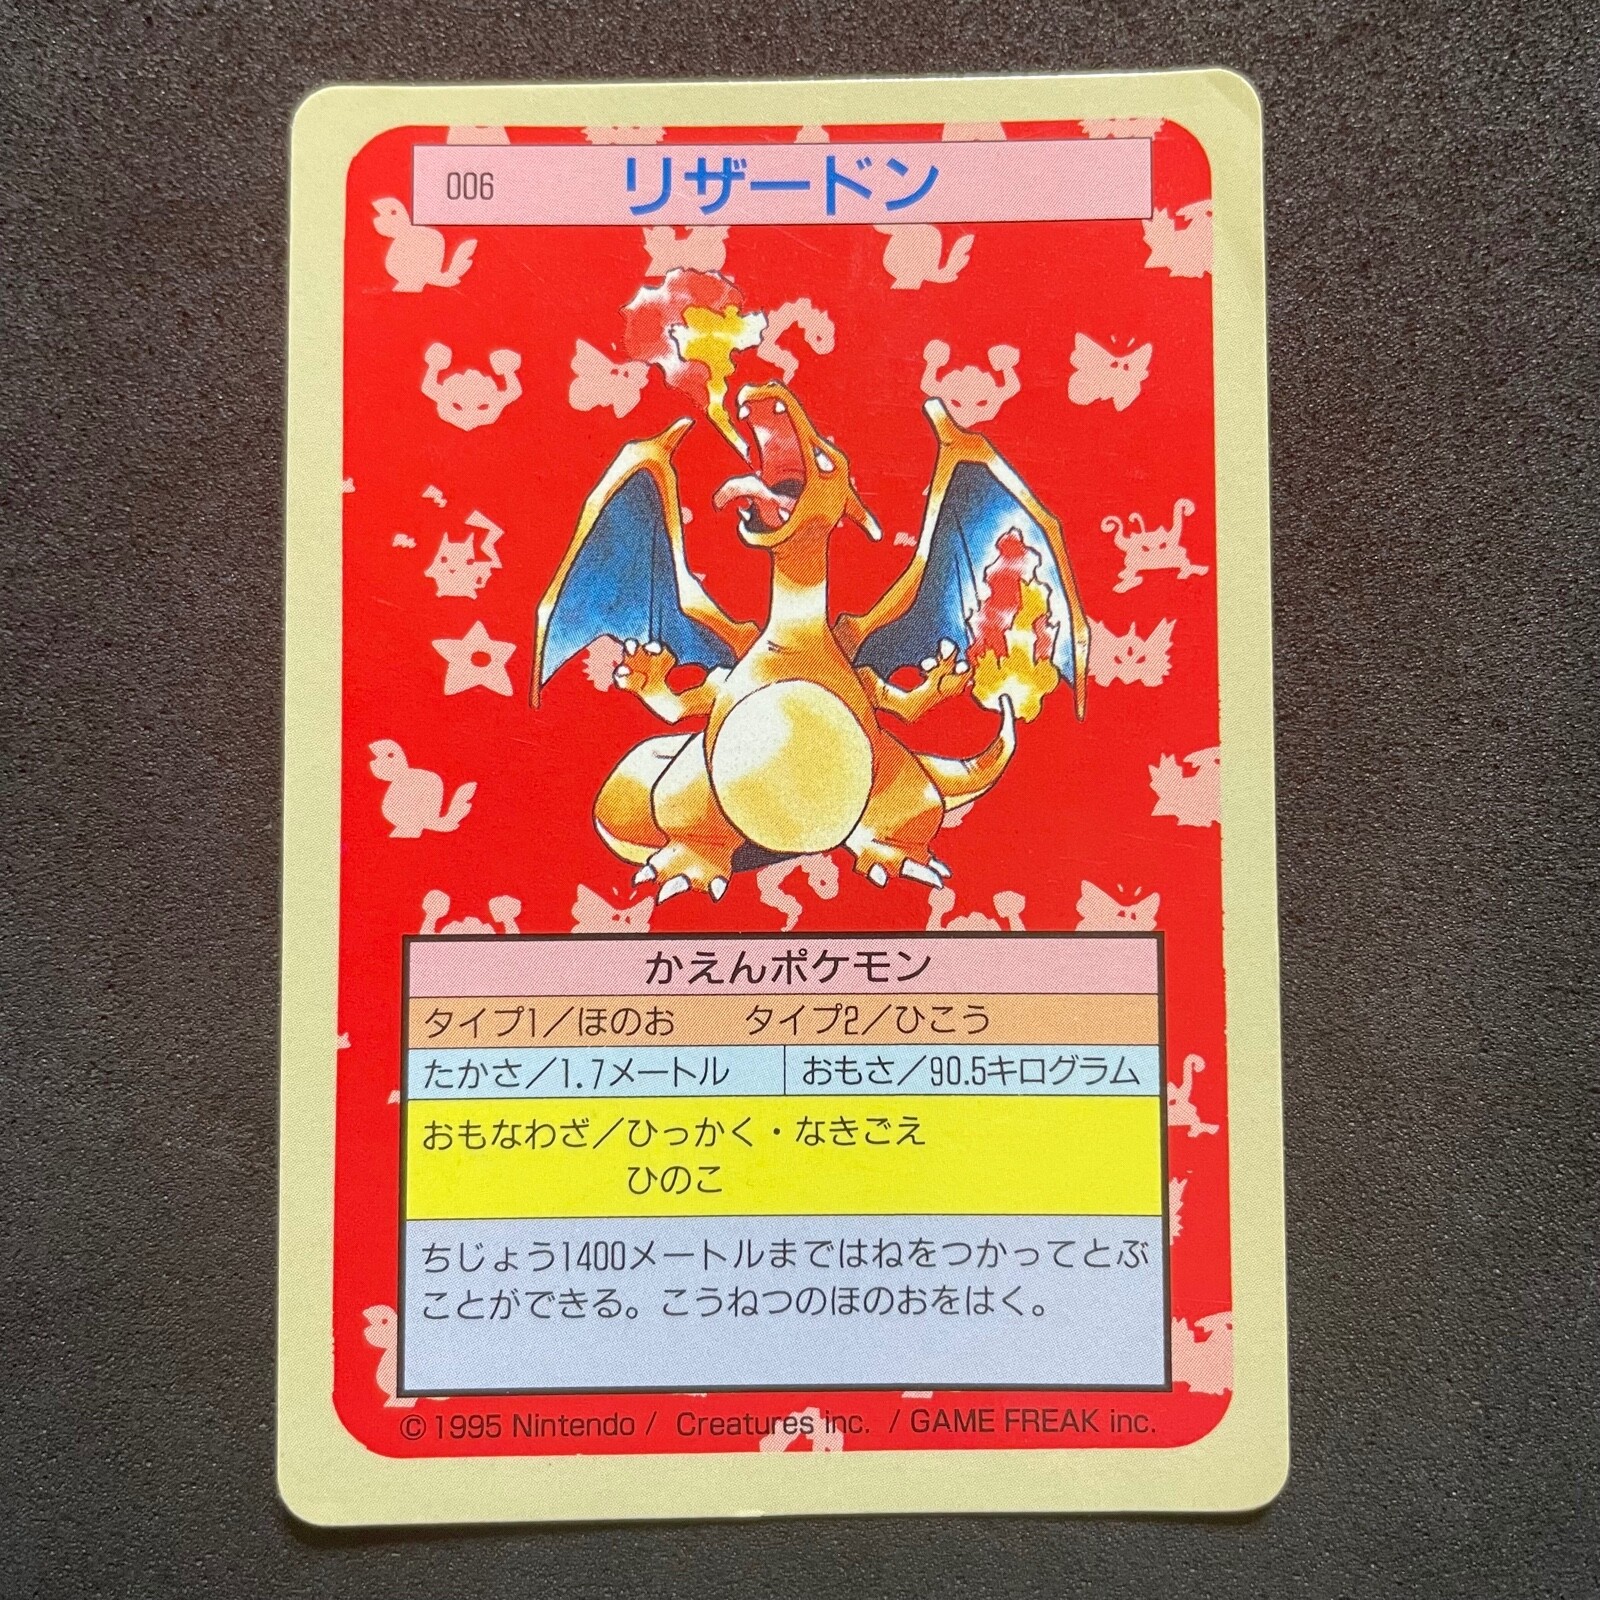 006 リザードン
かえんポケモン
タイプ1／ほのお タイプ2／ひこう
たかさ／1.7メートル おもさ／90.5キログラム
おもなわざ／ひっかく・なきごえ
ひのこ
ちじょう1400メートルまではねをつかってとぶ
ことができる。こうねつのほのおをはく。
© 1995 Nintendo / Creatures inc. / GAME FREAK inc.